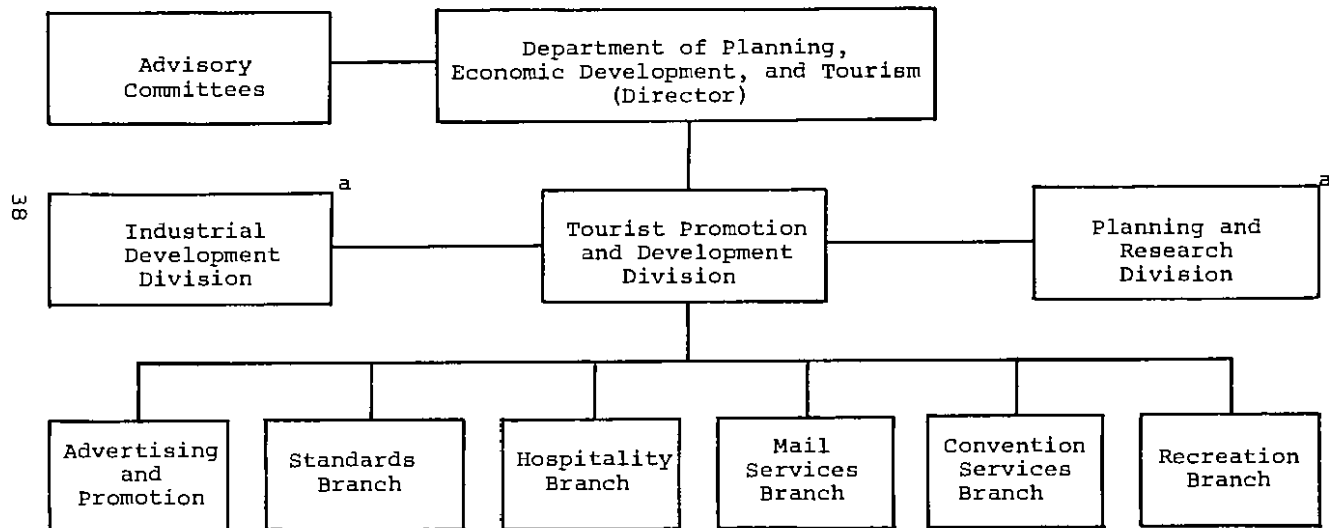 Advisory
Committees
Department of Planning,
Economic Development, and Tourism
(Director)
38
a
Industrial
Development
Division
Tourist Promotion
and Development
Division
a
Planning and
Research
Division
Advertising
and
Promotion
Standards
Branch
Hospitality
Branch
Mail
Services
Branch
Convention
Services
Branch
Recreation
Branch